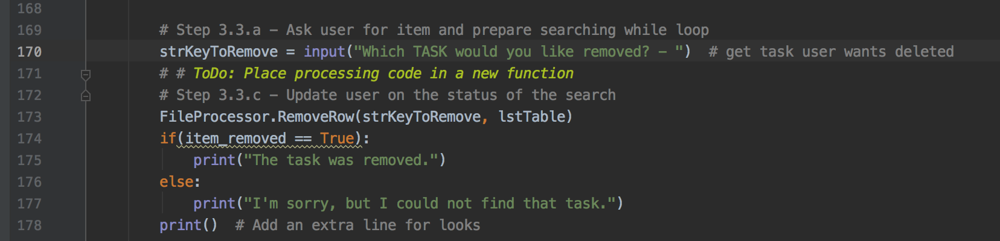 168
169 # Step 3.3.a - Ask user for item and prepare searching while loop
170 strKeyToRemove = input("Which TASK would you like removed? - ")  # get task user wants deleted
171 # # ToDo: Place processing code in a new function
172 # Step 3.3.c - Update user on the status of the search
173 FileProcessor.RemoveRow(strKeyToRemove, lstTable)
174 if(item_removed == True):
175     print("The task was removed.")
176 else:
177     print("I'm sorry, but I could not find that task.")
178 print()  # Add an extra line for looks